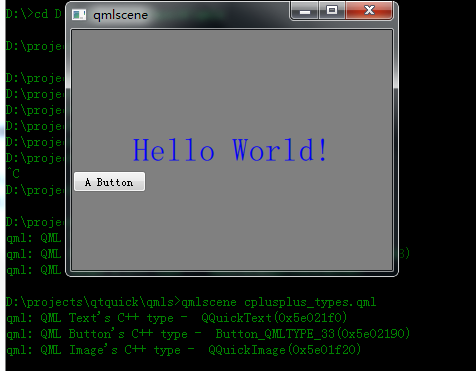 D:\>cd D
qmlscene
D:\proje
D:\proje
D:\proje
D:\proje
D:\proje
D:\proje
D:\proje
Hello World!
^C
A Button
D:\proje
D:\proje
qml: QML
qml: QML 3)
qml: QML
D:\projects\qtquick\qmls>qmlscene cplusplus_types.qml
qml: QML Text's C++ type - QQuickText(0x5e021f0)
qml: QML Button's C++ type - Button_QMLTYPE_33(0x5e02190)
qml: QML Image's C++ type - QQuickImage(0x5e01f20)